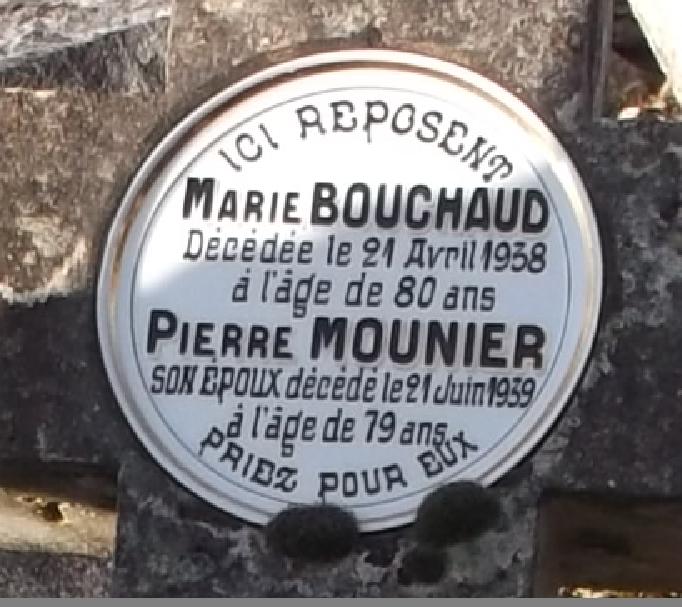 ICI REPOSENT
MARIE BOUCHAUD
Décédée le 21 Avril 1938
à l'âge de 80 ans
PIERRE MOUNIER
SON ÉPOUX décédé le 21 Juin 1939
à l'âge de 79 ans
PRIEZ POUR EUX